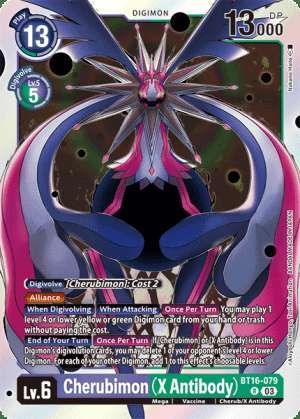 DIGIMON
Play
13
DP
13000
Digivolve
Lv.5
5
Digivolve [Cherubimon]: Cost 2
Alliance
When Digivolving When Attacking Once Per Turn You may play 1
level 4 or lower yellow or green Digimon card from your hand or trash
without paying the cost.
End of Your Turn Once Per Turn If [Cherubimon] or [X Antibody] is in this
Digimon's digivolution cards, you may delete 1 of your opponent's level 4 or lower
Digimon. For each of your other Digimon, add 1 to this effect's choosable levels.
Lv.6
Cherubimon (X Antibody)
BT16-079
R 03
Mega | Vaccine | Cherub/X Antibody